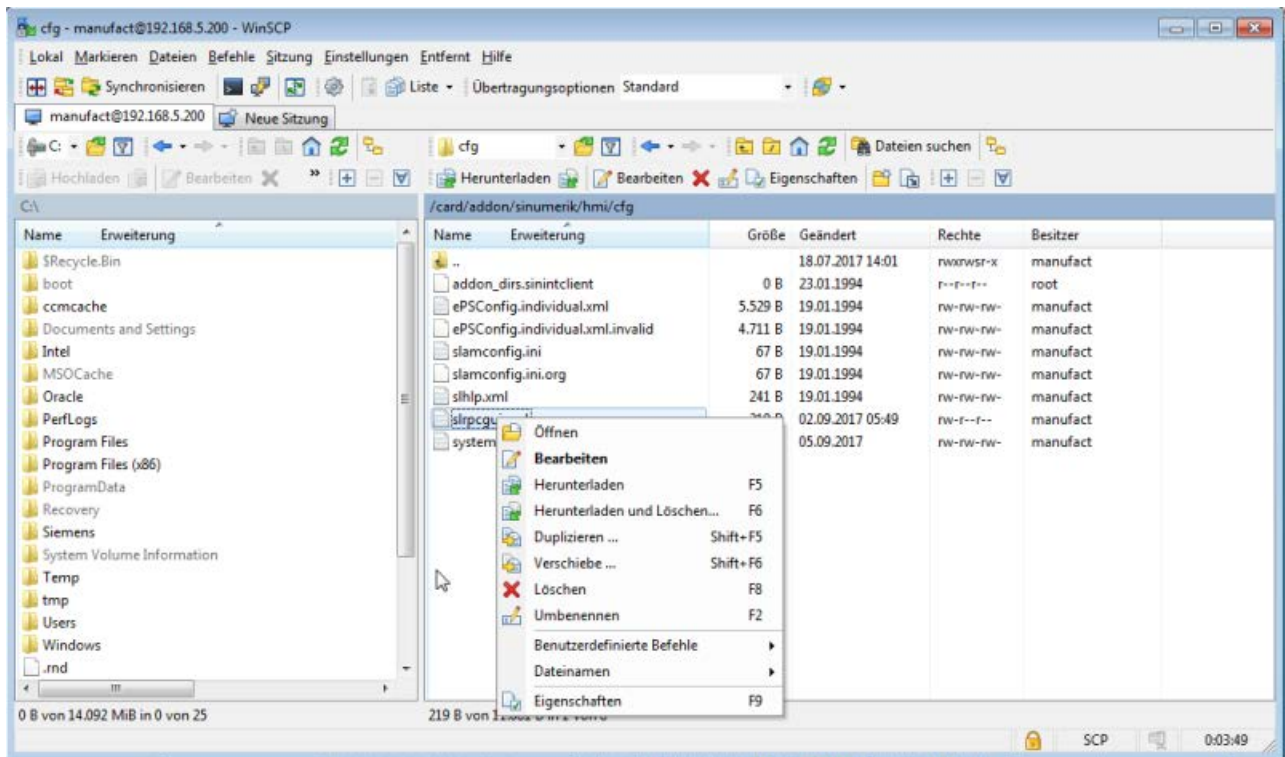 cfg - manufact@192.168.5.200 - WinSCP
Lokal Markieren Dateien Befehle Sitzung Einstellungen Entfernt Hilfe
Synchronisieren Liste Übertragungsoptionen Standard
manufact@192.168.5.200 Neue Sitzung
C: cfg Dateien suchen
Hochladen Bearbeiten » Herunterladen Bearbeiten Eigenschaften
C:\ /card/addon/sinumerik/hmi/cfg
Name Erweiterung Name Erweiterung Größe Geändert Rechte Besitzer
$Recycle.Bin .. 18.07.2017 14:01 rwxrwsr-x manufact
boot addon_dirs.sinintclient 0 B 23.01.1994 r--r--r-- root
ccmcache ePSConfig.individual.xml 5.529 B 19.01.1994 rw-rw-rw- manufact
Documents and Settings ePSConfig.individual.xml.invalid 4.711 B 19.01.1994 rw-rw-rw- manufact
Intel slamconfig.ini 67 B 19.01.1994 rw-rw-rw- manufact
MSOCache slamconfig.ini.org 67 B 19.01.1994 rw-rw-rw- manufact
Oracle slhlp.xml 241 B 19.01.1994 rw-rw-rw- manufact
PerfLogs 02.09.2017 05:49 rw-r--r-- manufact
Program Files system 05.09.2017 rw-rw-rw- manufact
Program Files (x86)
ProgramData
Recovery
Siemens
System Volume Information
Temp
tmp
Users
Windows
.rnd
Öffnen
Bearbeiten
Herunterladen F5
Herunterladen und Löschen... F6
Duplizieren ... Shift+F5
Verschiebe ... Shift+F6
Löschen F8
Umbenennen F2
Benutzerdefinierte Befehle
Dateinamen
Eigenschaften F9
0 B von 14.092 MiB in 0 von 25 219 B von
SCP 0:03:49